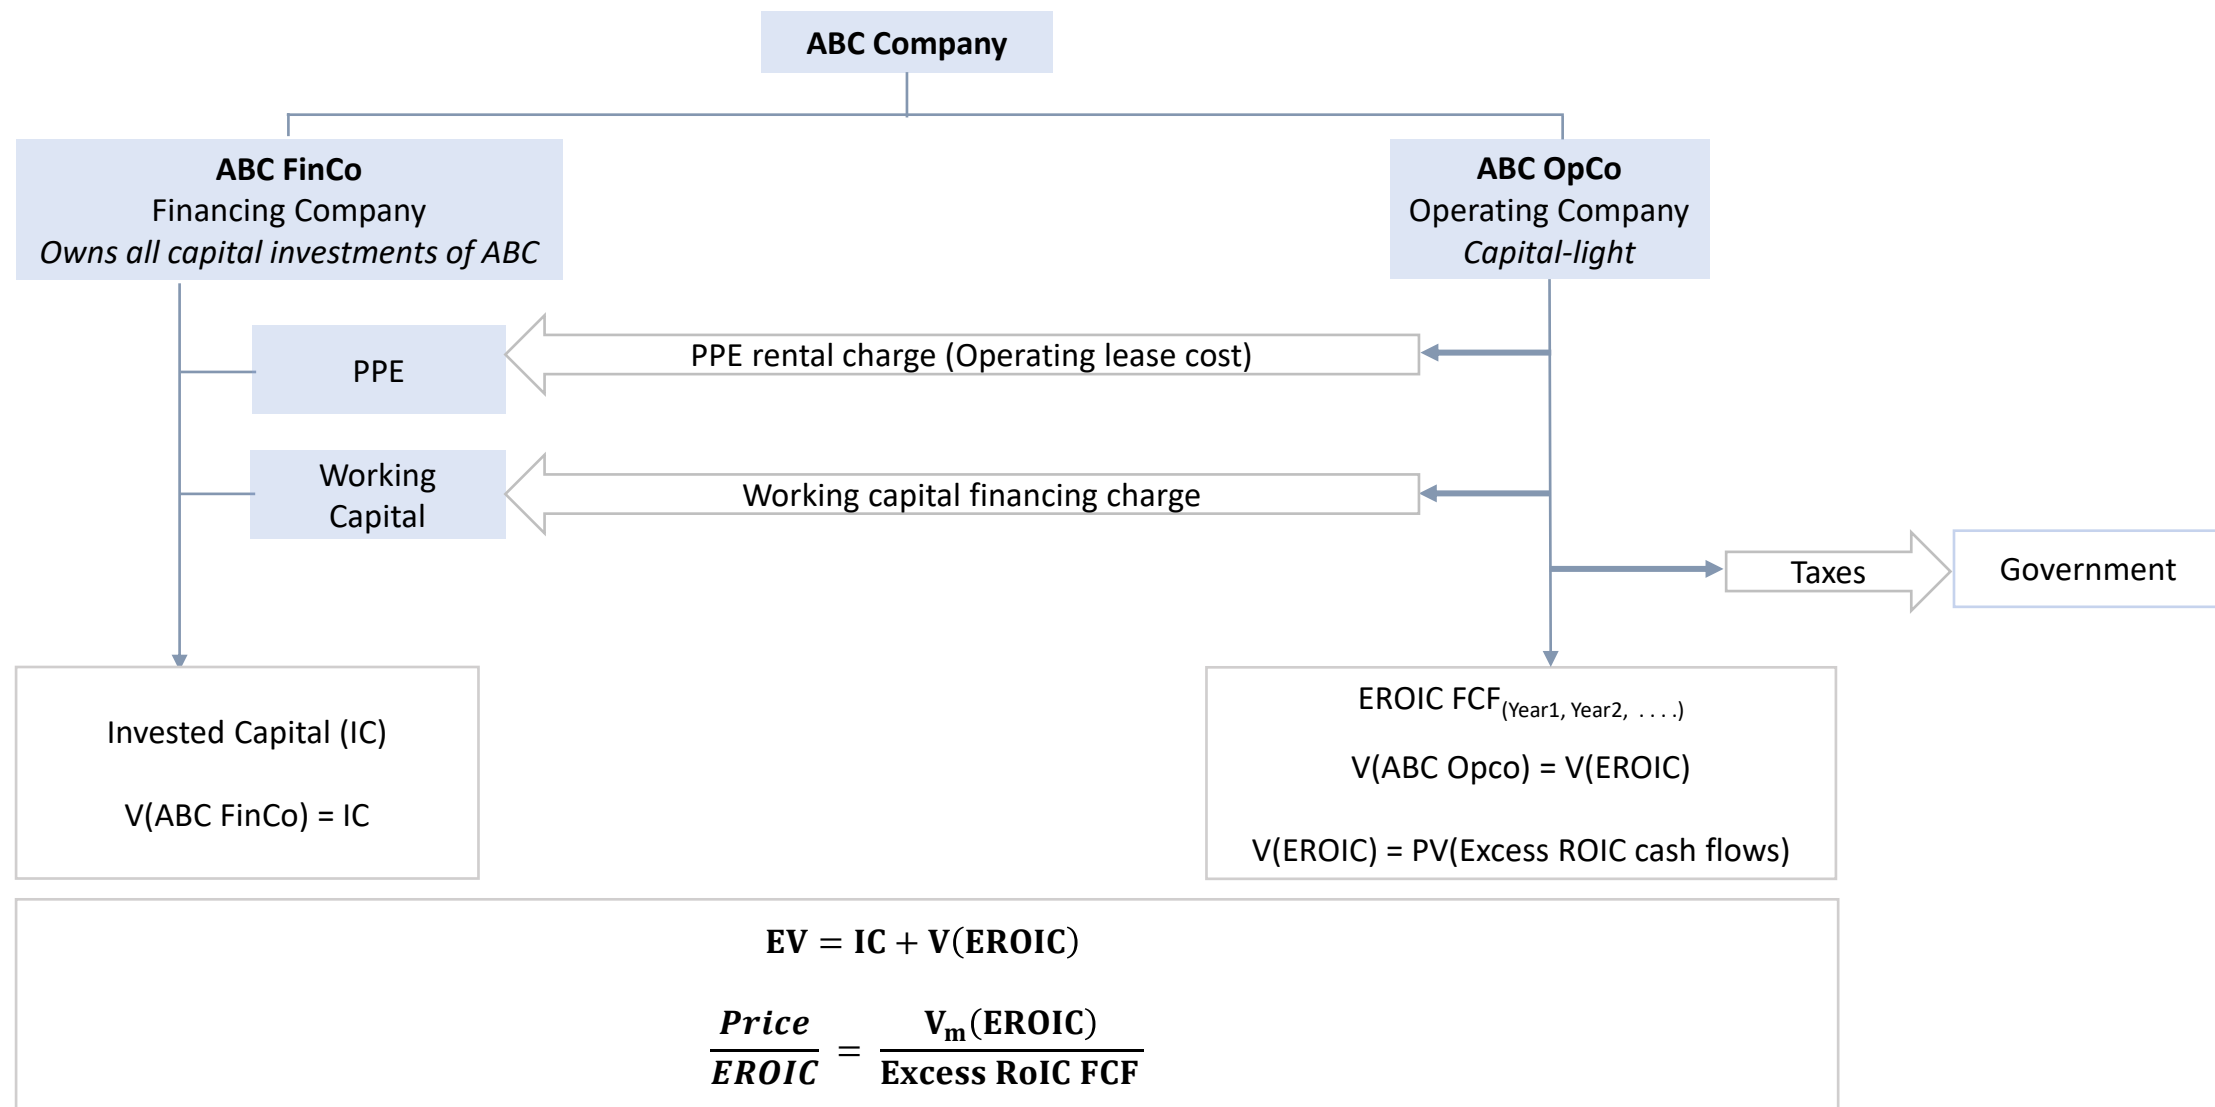 ABC Company
ABC FinCo
Financing Company
Owns all capital investments of ABC
ABC OpCo
Operating Company
Capital-light
PPE
PPE rental charge (Operating lease cost)
Working
Capital
Working capital financing charge
Taxes
Government
Invested Capital (IC)
V(ABC FinCo) = IC
EROIC FCF(Year1, Year2, . . . .)
V(ABC Opco) = V(EROIC)
V(EROIC) = PV(Excess ROIC cash flows)
EV = IC + V(EROIC)
Price
EROIC
=
Vm(EROIC)
Excess RoIC FCF